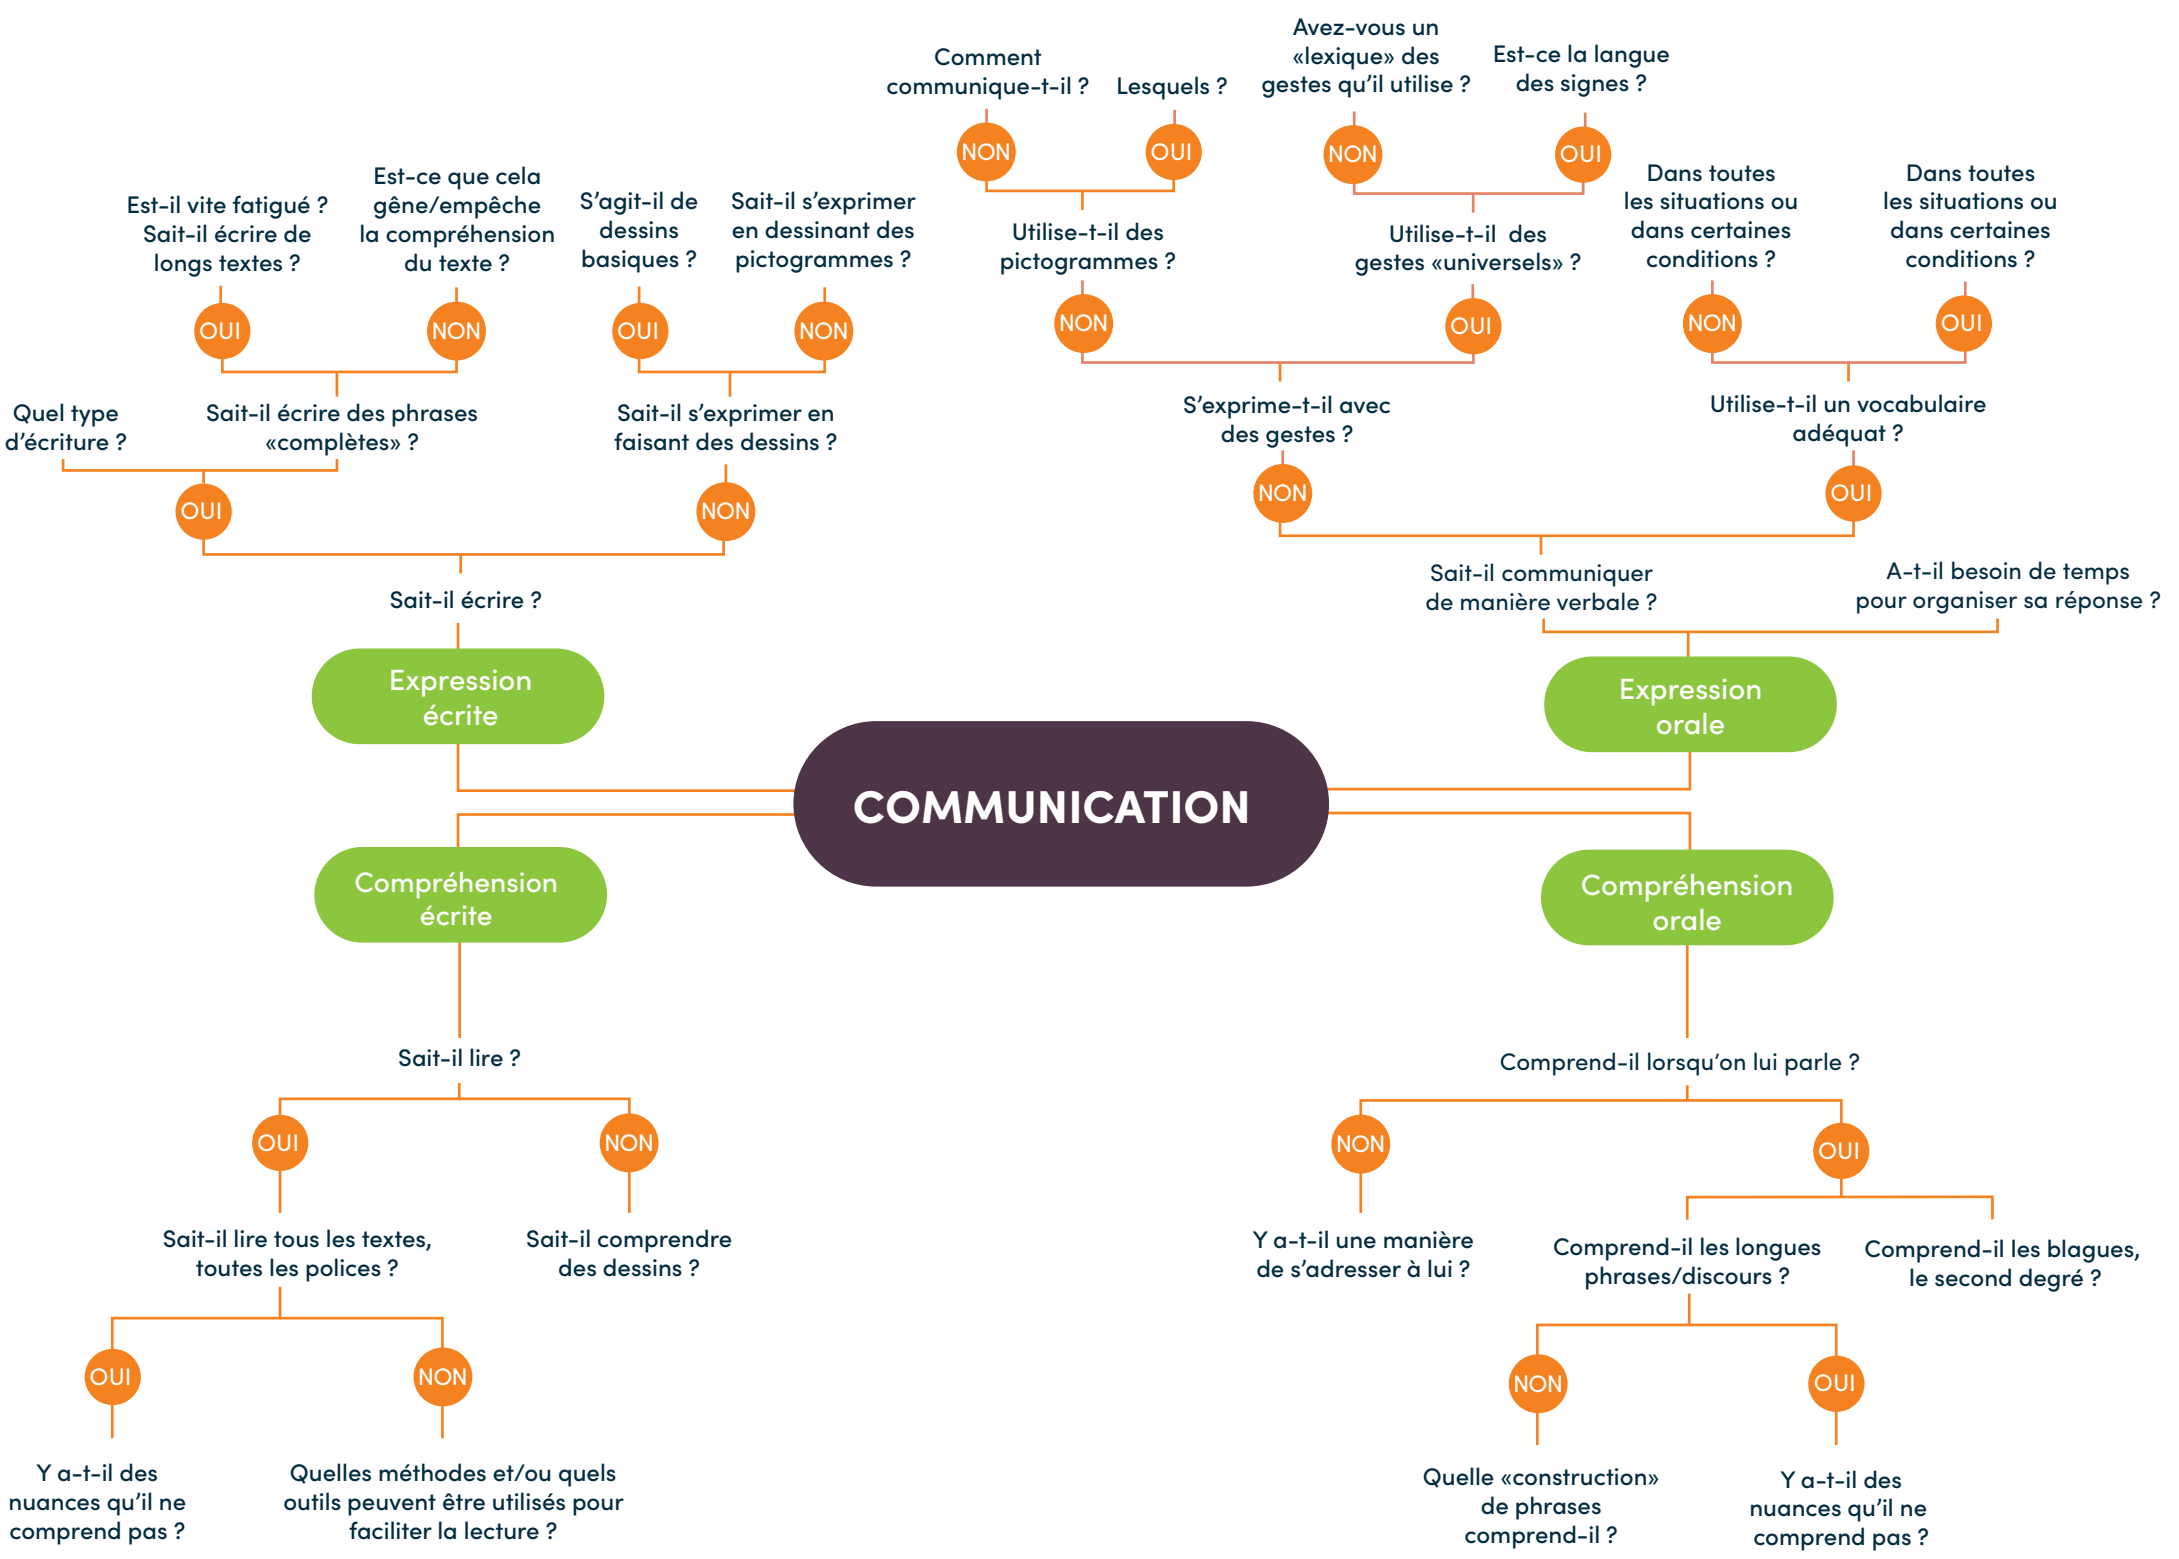 Comment
communique-t-il ?
NON
Lesquels ?
OUI
Utilise-t-il des
pictogrammes ?
NON
Avez-vous un
«lexique» des
gestes qu'il utilise ?
NON
Est-ce la langue
des signes ?
OUI
Utilise-t-il  des
gestes «universels» ?
OUI
S'exprime-t-il avec
des gestes ?
NON
Dans toutes
les situations ou
dans certaines
conditions ?
NON
Dans toutes
les situations ou
dans certaines
conditions ?
OUI
Utilise-t-il un vocabulaire
adéquat ?
OUI
Sait-il communiquer
de manière verbale ?
A-t-il besoin de temps
pour organiser sa réponse ?
Expression
orale
Est-il vite fatigué ?
Sait-il écrire de
longs textes ?
OUI
Est-ce que cela
gêne/empêche
la compréhension
du texte ?
NON
S'agit-il de
dessins
basiques ?
OUI
Sait-il s'exprimer
en dessinant des
pictogrammes ?
NON
Quel type
d'écriture ?
Sait-il écrire des phrases
«complètes» ?
OUI
Sait-il s'exprimer en
faisant des dessins ?
NON
Sait-il écrire ?
Expression
écrite
COMMUNICATION
Compréhension
écrite
Sait-il lire ?
OUI
NON
Sait-il lire tous les textes,
toutes les polices ?
Sait-il comprendre
des dessins ?
OUI
NON
Y a-t-il des
nuances qu'il ne
comprend pas ?
Quelles méthodes et/ou quels
outils peuvent être utilisés pour
faciliter la lecture ?
Compréhension
orale
Comprend-il lorsqu'on lui parle ?
NON
OUI
Y a-t-il une manière
de s'adresser à lui ?
Comprend-il les longues
phrases/discours ?
Comprend-il les blagues,
le second degré ?
NON
OUI
Quelle «construction»
de phrases
comprend-il ?
Y a-t-il des
nuances qu'il ne
comprend pas ?